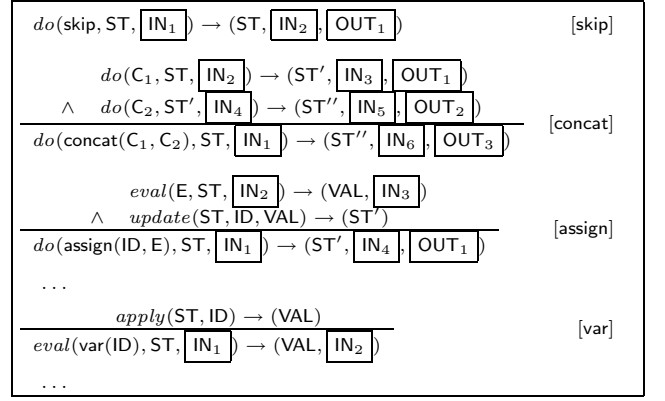 do(skip, ST, IN₁) → (ST, IN₂, OUT₁) [skip]
do(C₁, ST, IN₂) → (ST′, IN₃, OUT₁)
∧ do(C₂, ST′, IN₄) → (ST′′, IN₅, OUT₂)
[concat]
do(concat(C₁, C₂), ST, IN₁) → (ST′′, IN₆, OUT₃)
eval(E, ST, IN₂) → (VAL, IN₃)
∧ update(ST, ID, VAL) → (ST′)
[assign]
do(assign(ID, E), ST, IN₁) → (ST′, IN₄, OUT₁)
...
apply(ST, ID) → (VAL)
[var]
eval(var(ID), ST, IN₁) → (VAL, IN₂)
...